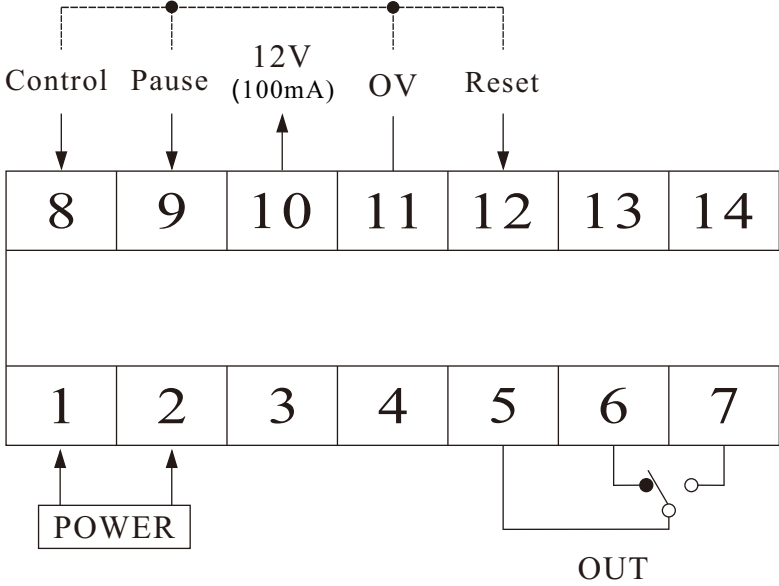 12V
Control Pause (100mA) OV Reset
8 9 10 11 12 13 14
1 2 3 4 5 6 7
POWER
OUT